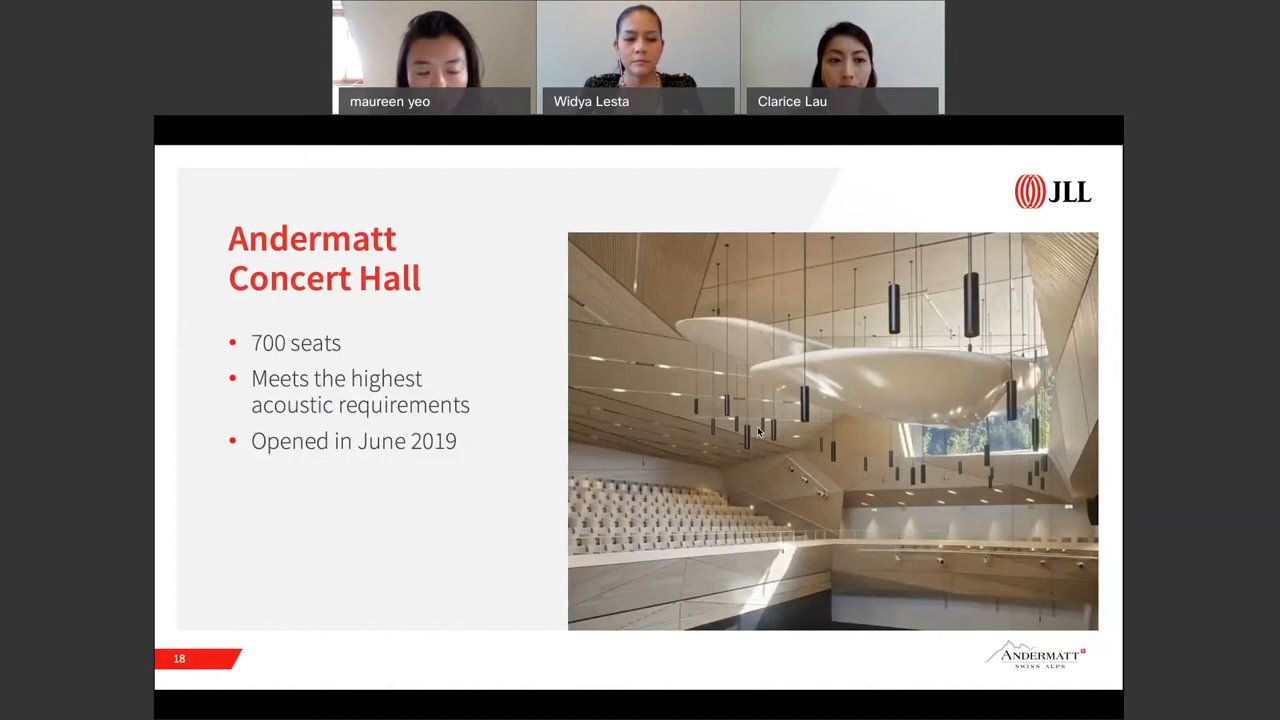 maureen yeo
Widya Lesta
Clarice Lau
JLL
Andermatt
Concert Hall
• 700 seats
• Meets the highest
acoustic requirements
• Opened in June 2019
18
ANDERMATT
SWISS ALPS